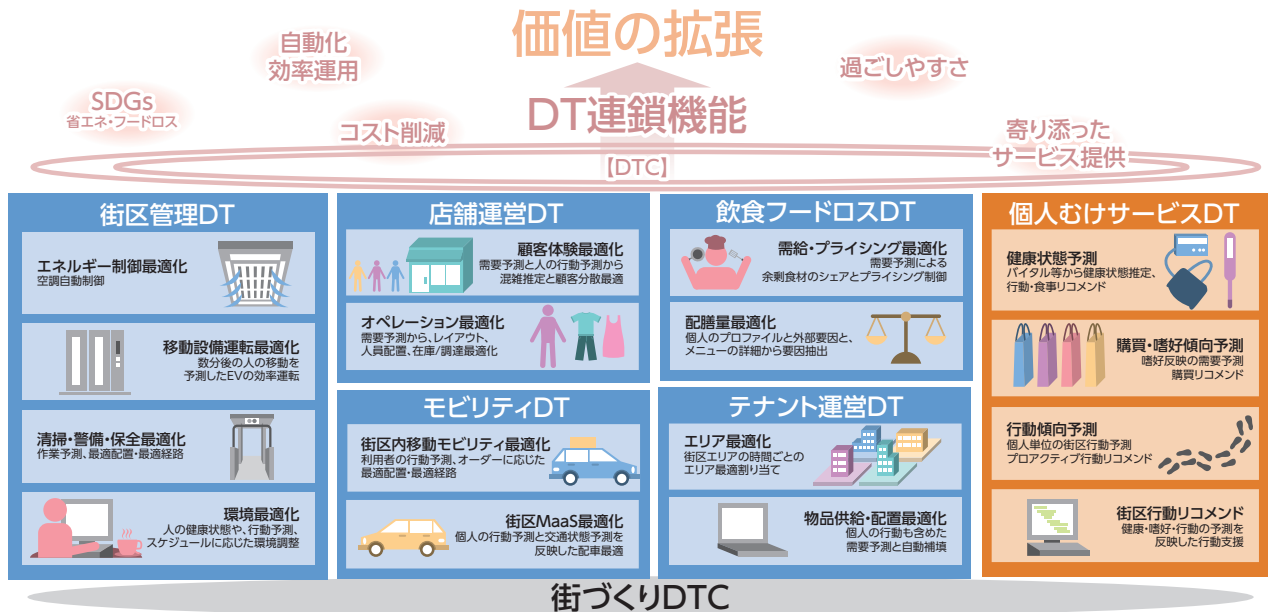 価値の拡張
自動化
効率運用
過ごしやすさ
SDGs
省エネ・フードロス
コスト削減
DT連鎖機能
寄り添った
サービス提供
【DTC】
街区管理DT
エネルギー制御最適化
空調自動制御
移動設備運転最適化
数分後の人の移動を
予測したEVの効率運転
清掃・警備・保全最適化
作業予測、最適配置・最適経路
環境最適化
人の健康状態や、行動予測、
スケジュールに応じた環境調整
店舗運営DT
顧客体験最適化
需要予測と人の行動予測から
混雑推定と顧客分散最適
オペレーション最適化
需要予測から、レイアウト、
人員配置、在庫/調達最適化
モビリティDT
街区内移動モビリティ最適化
利用者の行動予測、オーダーに応じた
最適配置・最適経路
街区MaaS最適化
個人の行動予測と交通状態予測を
反映した配車最適
飲食フードロスDT
需給・プライシング最適化
需要予測による
余剰食材のシェアとプライシング制御
配膳量最適化
個人のプロファイルと外部要因と、
メニューの詳細から要因抽出
テナント運営DT
エリア最適化
街区エリアの時間ごとの
エリア最適割り当て
物品供給・配置最適化
個人の行動も含めた
需要予測と自動補填
個人むけサービスDT
健康状態予測
バイタル等から健康状態推定、
行動・食事リコメンド
購買・嗜好傾向予測
嗜好反映の需要予測
購買リコメンド
行動傾向予測
個人単位の街区行動予測
プロアクティブ行動リコメンド
街区行動リコメンド
健康・嗜好・行動の予測を
反映した行動支援
街づくりDTC